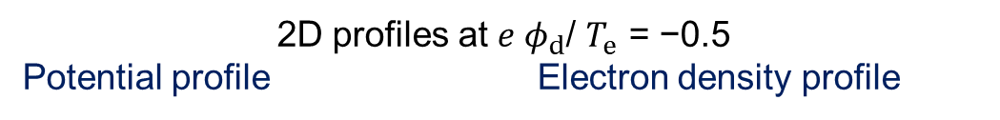 2D profiles at e ϕd/ Te = −0.5
Potential profile Electron density profile